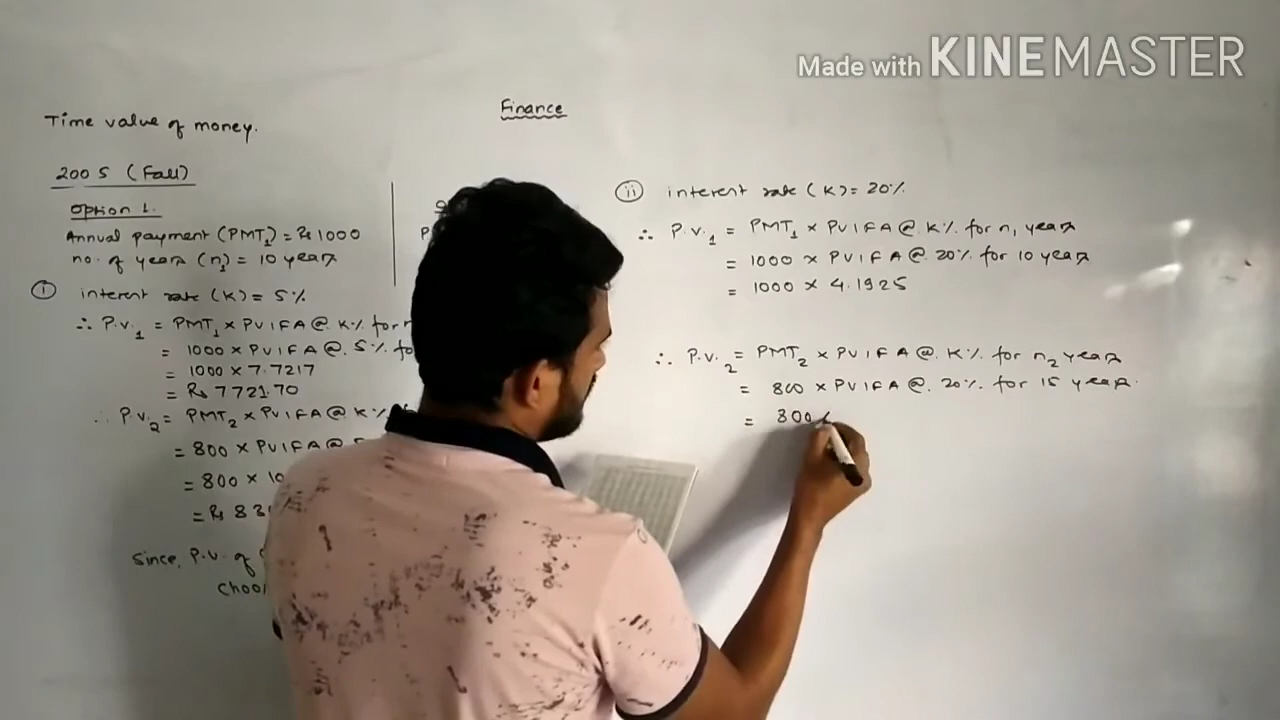 Made with KINEMASTER
Finance
Time value of money.
2005 (Fall)
Option 1.
Annual payment (PMT₁) = Rs 1000
no. of years (n₁) = 10 years
i interest rate (K) = 5%
∴ P.V.₁ = PMT₁ × PVIFA @ K% for
= 1000 × PVIFA @ 5% for
= 1000 × 7.7217
= Rs 7721.70
∴ P.V.₂ = PMT₂ × PVIFA @ K%
= 800 × PVIFA @
= 800 × 10
= Rs 83
Since, P.V. of
ii interest rate (K) = 20%
∴ P.V.₁ = PMT₁ × PVIFA @ K% for n₁ years
= 1000 × PVIFA @ 20% for 10 years
= 1000 × 4.1925
∴ P.V.₂ = PMT₂ × PVIFA @ K% for n₂ years
= 800 × PVIFA @ 20% for 15 years
= 800